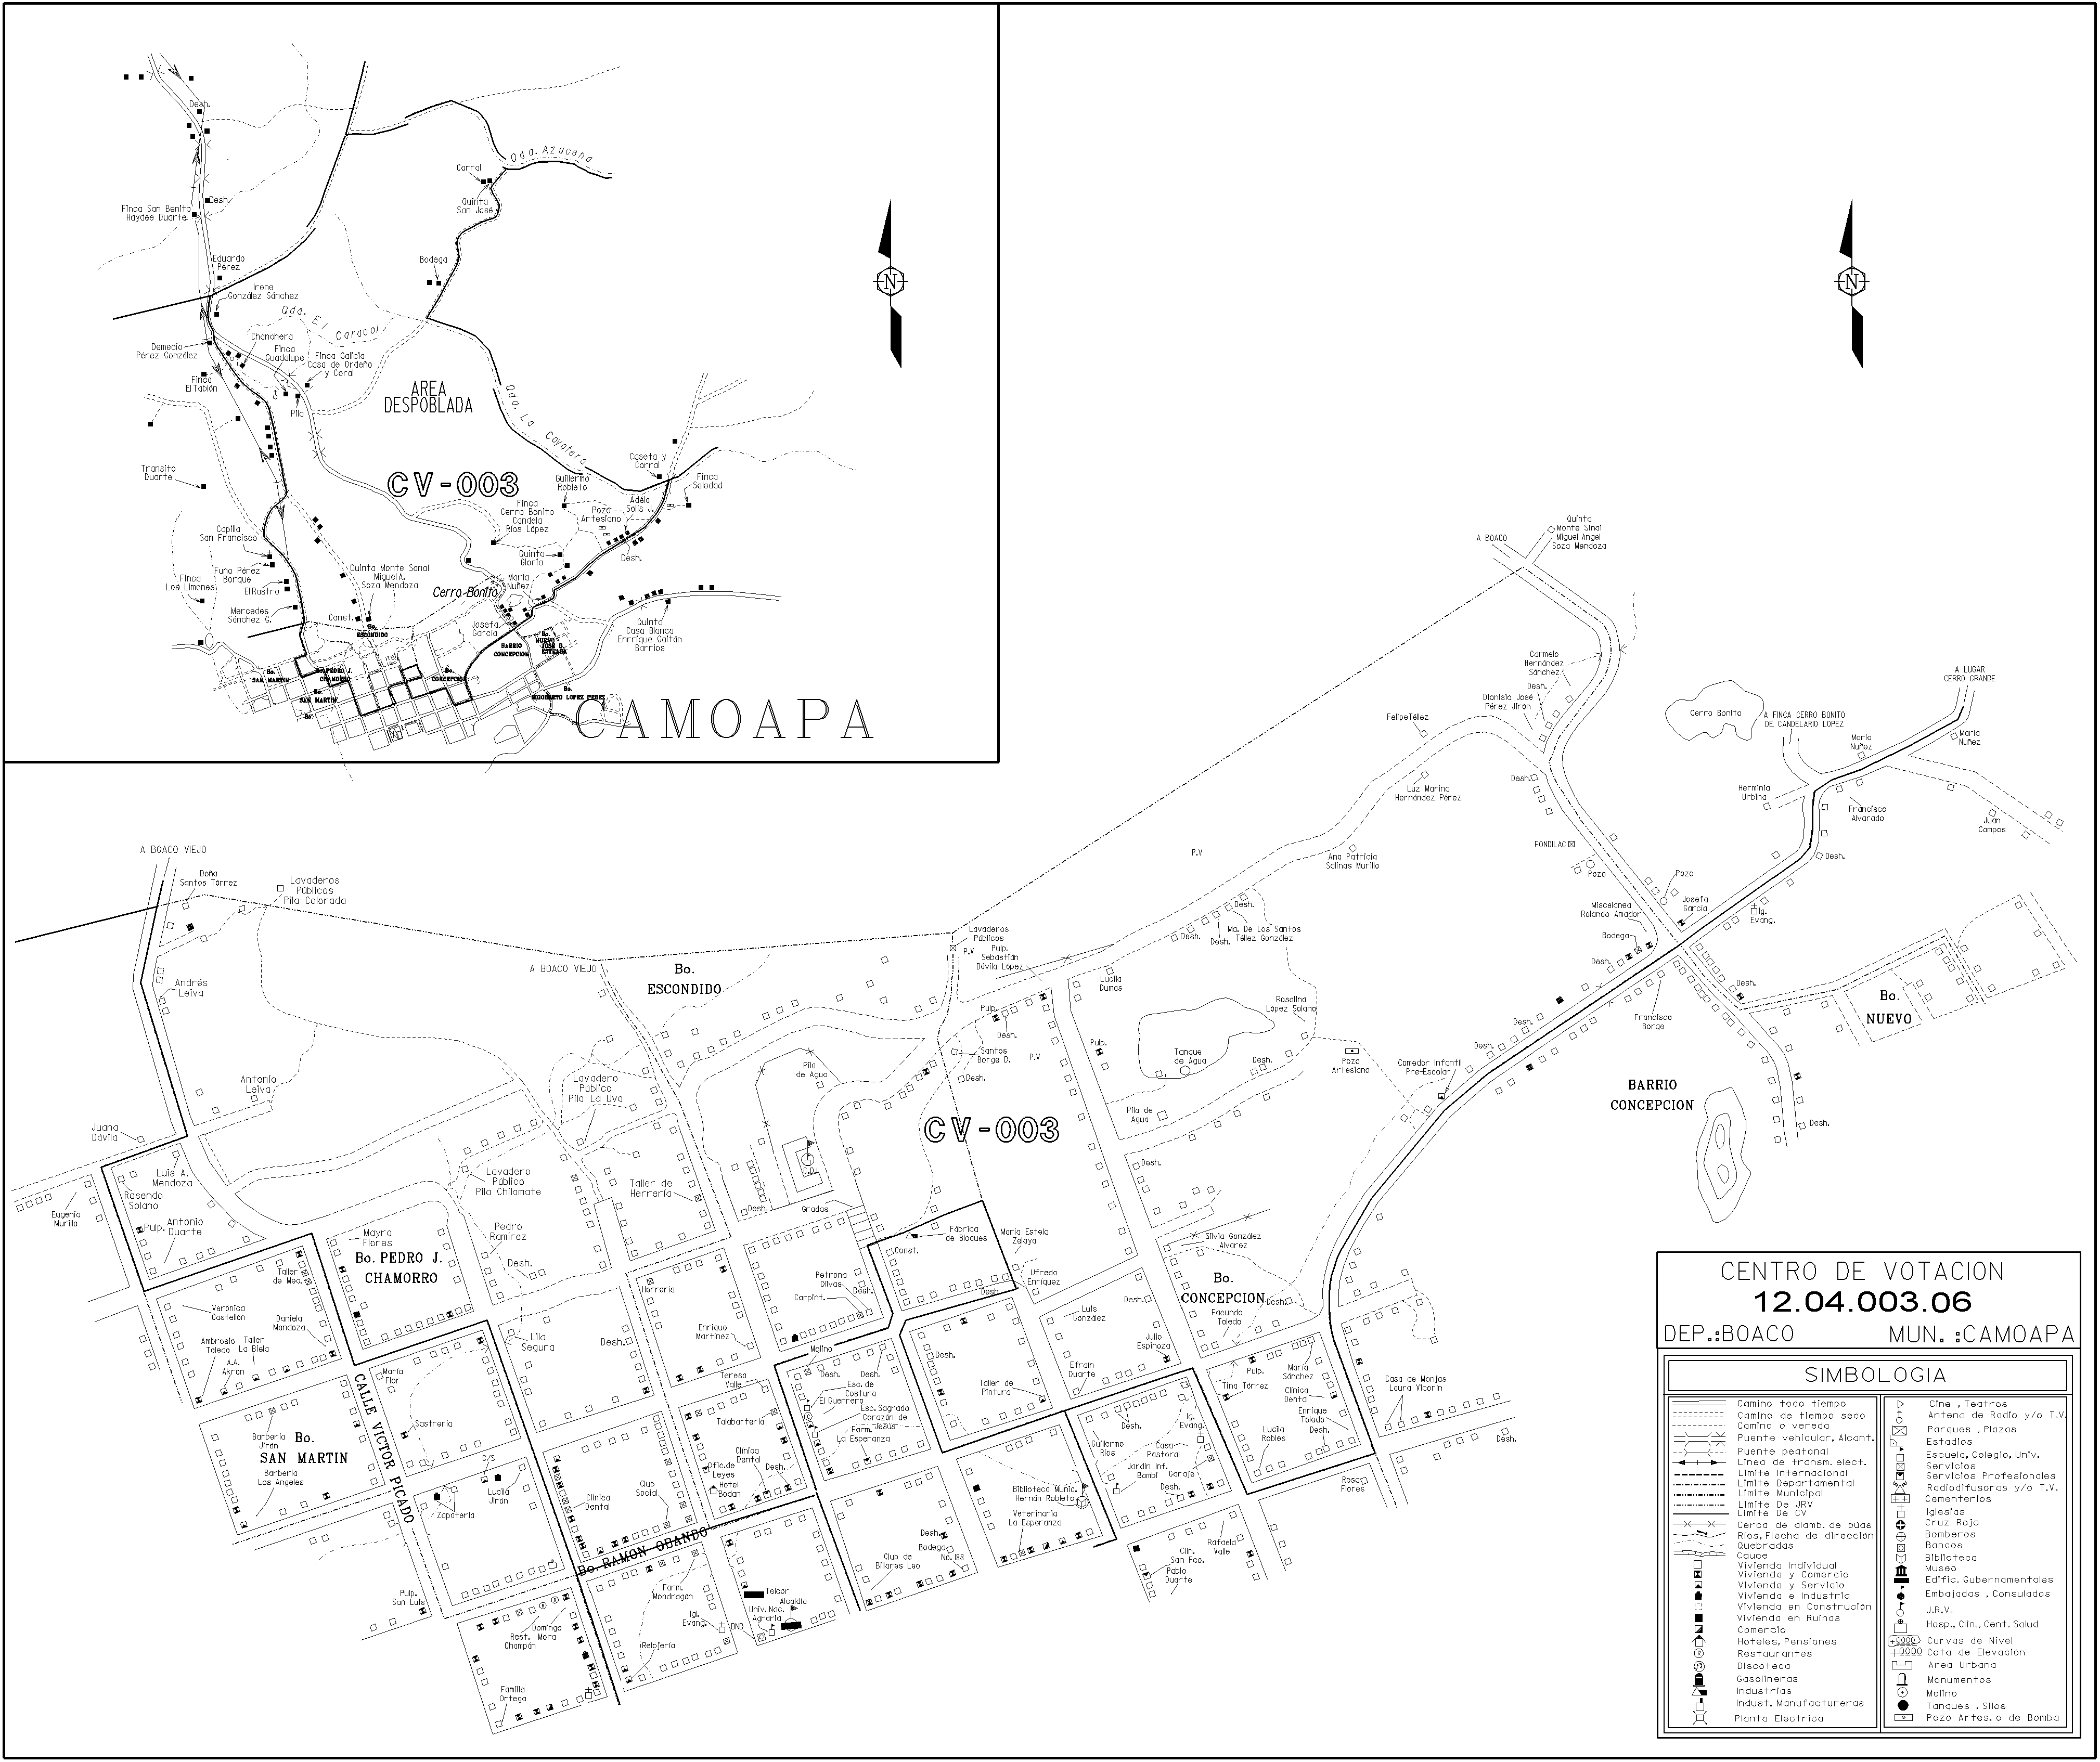 Desh.
Qda. Azucena
Corral
Quinta
San José
Desh.
Finca San Benito
Haydee Duarte
Eduardo
Pérez
Bodega
Irene
González Sánchez
Qda. El Caracol
Chanchera
Demecio
Pérez González
Finca
Guadalupe
Finca Galicia
Casa de Ordeño
y Coral
Finca
El Tablón
Pila
AREA
DESPOBLADA
Qda. La Coyotera
Transito
Duarte
CV-003
Caseta y
Corral
Guillermo
Robleto
Finca
Soledad
Finca
Cerro Bonito
Candela
Ríos López
Adela
Solís J.
Pozo
Artesiano
Capilla
San Francisco
Desh.
Quinta
Gloria
Funo Pérez
Borque
Quinta Monte Sanai
Miguel A.
Soza Mendoza
María
Nuñez
Finca
Los Limones
El Rastro
Cerro Bonito
Mercedes
Sánchez G.
Const.
Josefa
García
Quinta
Casa Blanca
Enrrique Gaitán
Barrios
Bo.
ESCONDIDO
BARRIO
CONCEPCION
Bo.
SAN MARTIN
Bo. PEDRO J.
CHAMORRO
Bo.
CONCEPCION
Bo.
SAN MARTIN
Bo.
RIGOBERTO LOPEZ PEREZ
CAMOAPA
N
N
Quinta
Monte Sinai
Miguel Angel
Soza Mendoza
A BOACO
Carmelo
Hernández
Sánchez
Desh.
Dionisio José
Pérez Jirón
Felipe Téllez
A LUGAR
CERRO GRANDE
Cerro Bonito
A FINCA CERRO BONITO
DE CANDELARIO LOPEZ
María
Nuñez
María
Nuñez
Desh.
Luz Marina
Hernández Pérez
Herminia
Urbina
Francisco
Alvarado
Juan
Campos
FONDILAC
Desh.
P.V
Ana Patricia
Salinas Murillo
Pozo
Pozo
A BOACO VIEJO
Doña
Santos Tórrez
Lavaderos
Públicos
Pila Colorada
Miscelanea
Rolando Amador
Josefa
García
Ig.
Evang.
Desh.
Ma. De Los Santos
Téllez González
Desh.
Desh.
Bodega
Lavaderos
Públicos
P.V
Pulp.
Sebastián
Dávila López
Desh.
Desh.
A BOACO VIEJO
Bo.
ESCONDIDO
Andrés
Leiva
Lucila
Dumas
Rosalina
López Solano
Bo.
NUEVO
Pulp.
Desh.
Desh.
Francisco
Borge
Santos
Borge D.
P.V
Pulp.
Tanque
de Agua
Desh.
Pozo
Artesiano
Desh.
Comedor Infantil
Pre-Escolar
Pila
de Agua
Desh.
Antonio
Leiva
Lavadero
Público
Pila La Uva
BARRIO
CONCEPCION
Pila de
Agua
Juana
Dávila
CV-003
Desh.
C.D.I
Luis A.
Mendoza
Lavadero
Público
Pila Chilamate
Taller de
Herrería
Desh.
Rosendo
Solano
Eugenia
Murillo
Pulp.
Antonio
Duarte
Desh.
Gradas
Mayra
Flores
Pedro
Ramírez
Bo. PEDRO J.
CHAMORRO
Fábrica
de Bloques
María Estela
Zelaya
Silvia González
Alvarez
Const.
Desh.
Taller
de Mec.
Herrería
Petrona
Olivas
Desh.
Carpint.
Ufredo
Enriquez
Desh
Bo.
CONCEPCION
Desh.
Verónica
Castellón
Daniela
Mendoza
Luis
González
Desh.
Facundo
Toledo
Enrique
Martínez
Ambrosio
Toledo
Taller
La Biela
A.A.
Akron
Lila
Segura
Desh.
Molino
Julio
Espinoza
María
Flor
Teresa
Valle
Desh.
Desh.
Desh.
Efraín
Duarte
Pulp.
María
Sánchez
Tina Tórrez
Taller de
Pintura
Casa de Monjas
Laura Vicorin
CALLE VICTOR PICADO
Esc. de
Costura
El Guerrero
Clínica
Dental
Esc. Sagrado
Corazón de
Jesús
Farm.
La Esperanza
Enrique
Toledo
Desh.
Sastrería
Talabartería
Desh.
Ig.
Evang.
Lucila
Robles
Desh.
Barbería
Jirón
Bo.
SAN MARTIN
Guillermo
Ríos
Casa
Pastoral
Clínica
Dental
C/S
Ofic. de
Leyes
Desh.
Jardín Inf.
Bambi
Garaje
Barbería
Los Angeles
Rosa
Flores
Desh.
Hotel
Bodan
Club
Social
Lucila
Jirón
Clínica
Dental
Biblioteca Munic.
Hernán Robleto
Zapatería
Veterinaria
La Esperanza
Bo. RAMON OBANDO
Desh.
Rafaela
Valle
Bodega
No. 188
Club de
Billares Leo
Clin.
San Fco.
Pablo
Duarte
Pulp.
San Luis
Farm.
Mondragón
Telcor
Alcaldía
Univ. Nac.
Agraria
Igl.
Evang.
BND
Domingo
Mora
Rest.
Champán
Relojería
Familia
Ortega
CENTRO DE VOTACION
12.04.003.06
DEP.:BOACO MUN. :CAMOAPA
SIMBOLOGIA
Camino todo tiempo
Camino de tiempo seco
Camino o vereda
Puente vehicular, Alcant.
Puente peatonal
Línea de transm. elect.
Límite Internacional
Límite Departamental
Límite Municipal
Límite De JRV
Límite De CV
Cerca de alamb. de púas
Ríos, Flecha de dirección
Quebradas
Cauce
Vivienda Individual
Vivienda y Comercio
Vivienda y Servicio
Vivienda e Industria
Vivienda en Construción
Vivienda en Ruinas
Comercio
Hoteles, Pensiones
Restaurantes
Discoteca
Gasolineras
Industrias
Indust. Manufactureras
Planta Electrica
Cine , Teatros
Antena de Radio y/o T.V.
Parques , Plazas
Estadios
Escuela, Colegio, Univ.
Servicios
Servicios Profesionales
Radiodifusoras y/o T.V.
Cementerios
Iglesias
Cruz Roja
Bomberos
Bancos
Biblioteca
Museo
Edific. Gubernamentales
Embajadas , Consulados
J.R.V.
Hosp., Clin., Cent. Salud
Curvas de Nivel
Cota de Elevación
Area Urbana
Monumentos
Molino
Tanques , Silos
Pozo Artes. o de Bomba